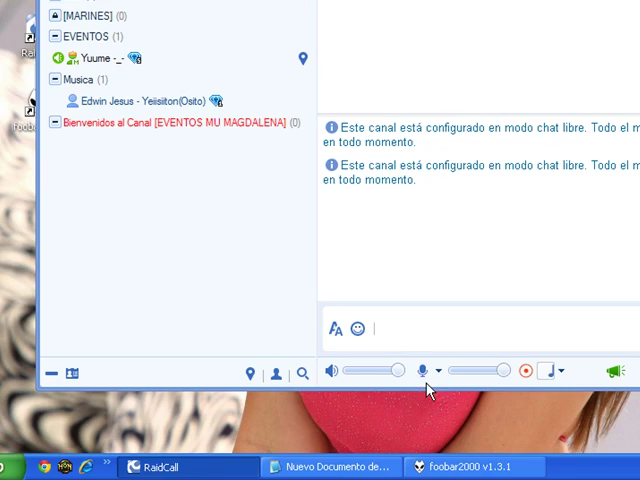 [MARINES] (0)
EVENTOS (1)
Yuume -_-
Musica (1)
Edwin Jesus - Yeiisiton(Osito)
Bienvenidos al Canal [EVENTOS MU MAGDALENA] (0)
Este canal está configurado en modo chat libre. Todo el m
en todo momento.
Este canal está configurado en modo chat libre. Todo el m
en todo momento.
RaidCall
Nuevo Documento de...
foobar2000 v1.3.1